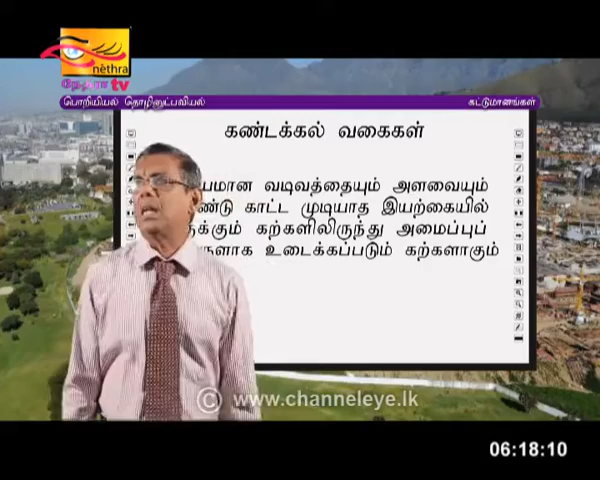 nēthra
நேத்ரா tv
பொறியியல் தொழினுட்பவியல்
கட்டுமானங்கள்
கண்டக்கல் வகைகள்
வடிவத்தையும் அளவையும்
காட்ட முடியாத இயற்கையில்
கற்களிலிருந்து அமைப்புப்
உடைக்கப்படும் கற்களாகும்
© www.channeleye.lk
06:18:10